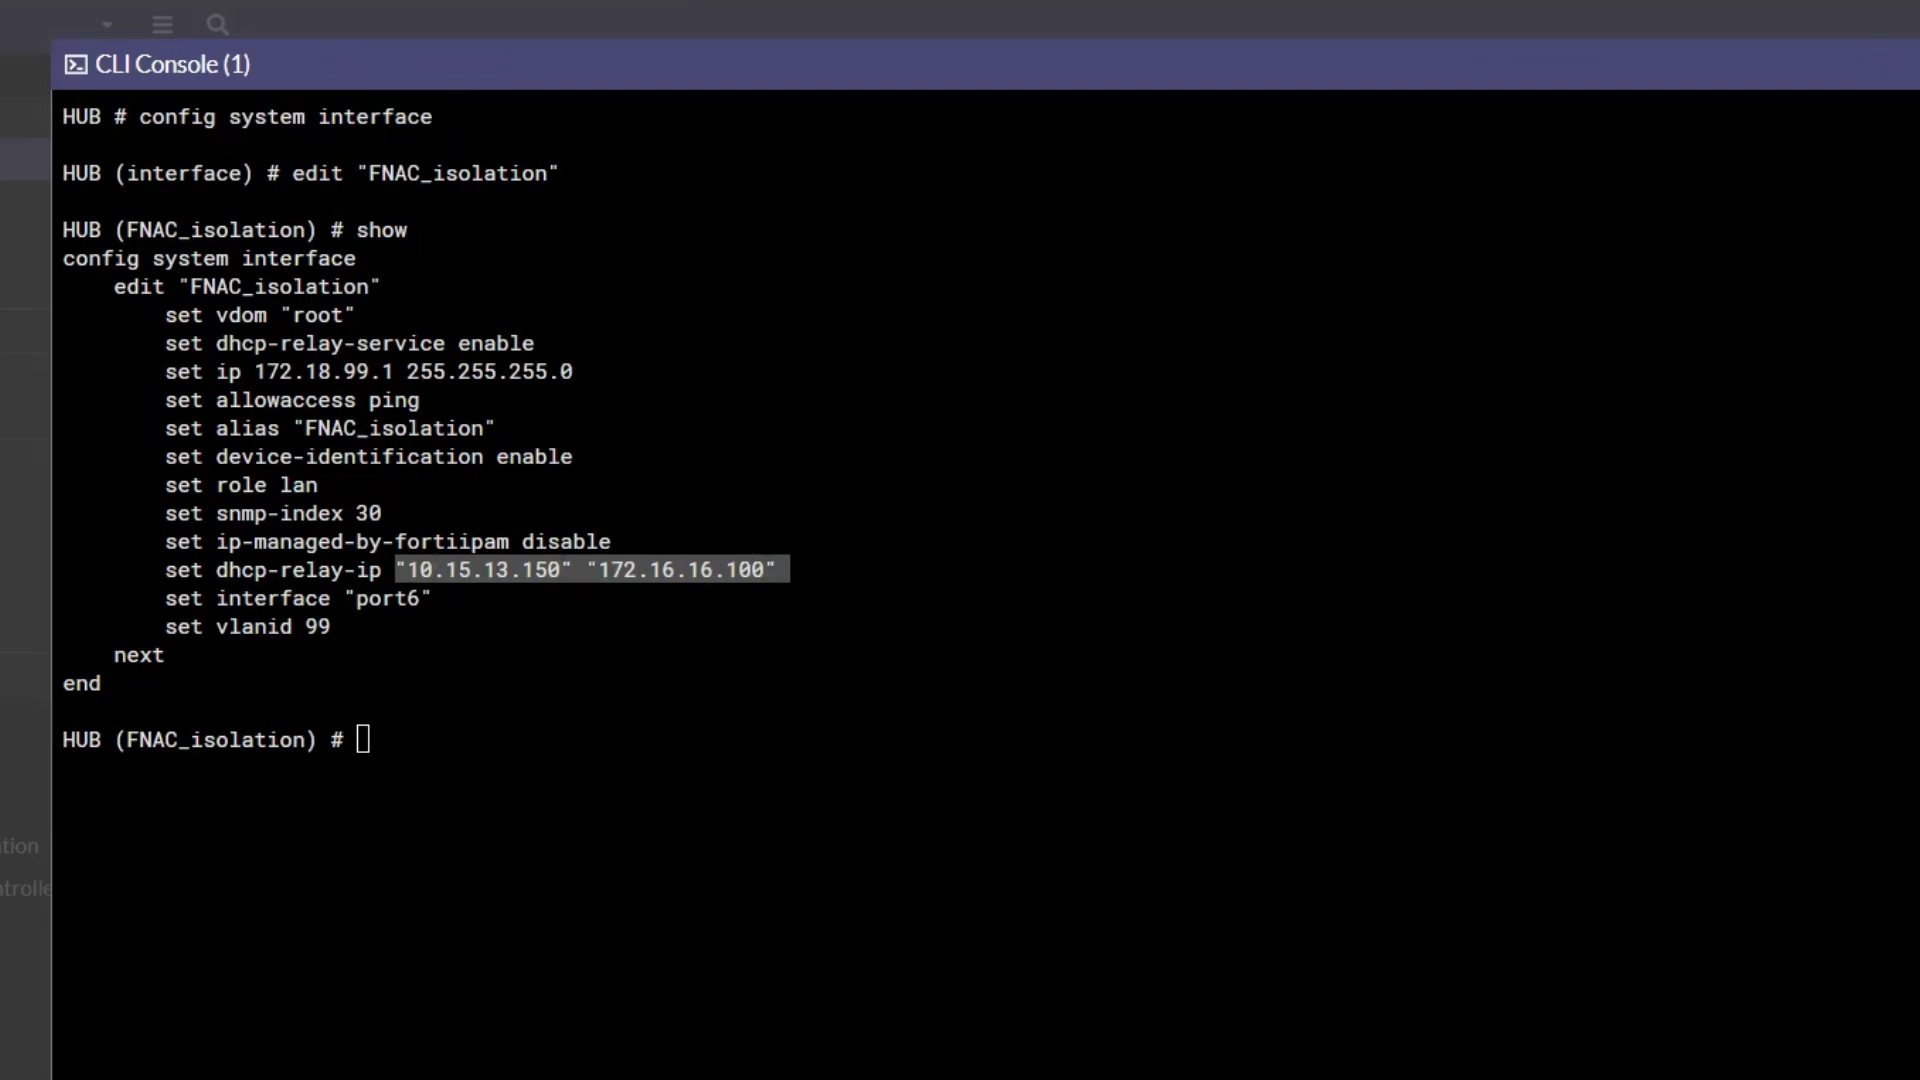 CLI Console (1)
HUB # config system interface
HUB (interface) # edit "FNAC_isolation"
HUB (FNAC_isolation) # show
config system interface
    edit "FNAC_isolation"
        set vdom "root"
        set dhcp-relay-service enable
        set ip 172.18.99.1 255.255.255.0
        set allowaccess ping
        set alias "FNAC_isolation"
        set device-identification enable
        set role lan
        set snmp-index 30
        set ip-managed-by-fortiipam disable
        set dhcp-relay-ip "10.15.13.150" "172.16.16.100"
        set interface "port6"
        set vlanid 99
    next
end
HUB (FNAC_isolation) #